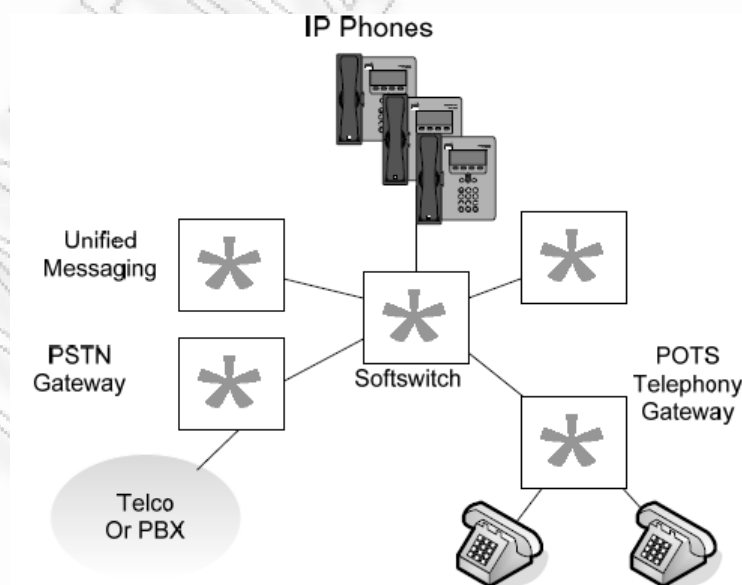 IP Phones
Unified
Messaging
PSTN
Gateway
Softswitch
POTS
Telephony
Gateway
Telco
Or PBX